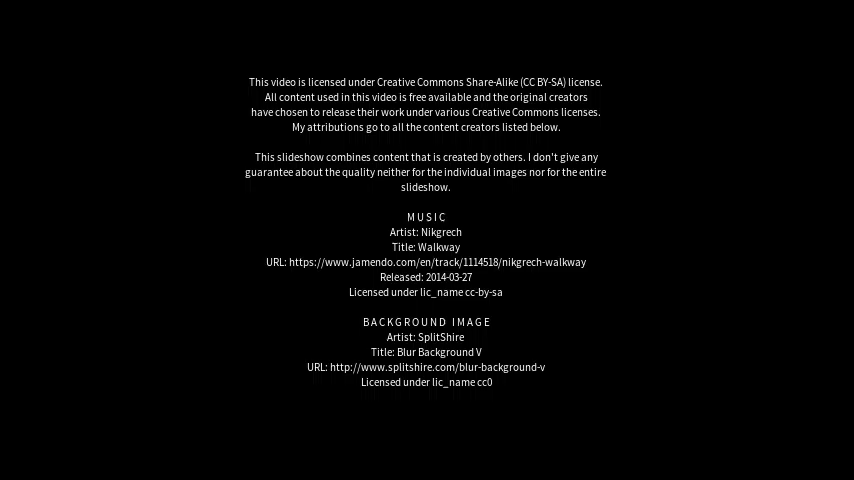 This video is licensed under Creative Commons Share-Alike (CC BY-SA) license.
All content used in this video is free available and the original creators
have chosen to release their work under various Creative Commons licenses.
My attributions go to all the content creators listed below.
This slideshow combines content that is created by others. I don't give any
guarantee about the quality neither for the individual images nor for the entire
slideshow.
MUSIC
Artist: Nikgrech
Title: Walkway
URL: https://www.jamendo.com/en/track/1114518/nikgrech-walkway
Released: 2014-03-27
Licensed under lic_name cc-by-sa
BACKGROUND IMAGE
Artist: SplitShire
Title: Blur Background V
URL: http://www.splitshire.com/blur-background-v
Licensed under lic_name cc0